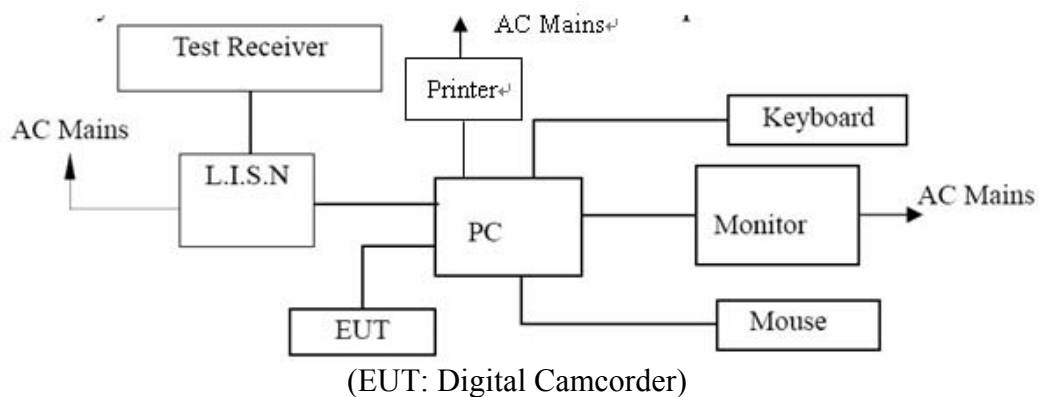 AC Mains
Test Receiver
Printer
AC Mains
Keyboard
L.I.S.N
AC Mains
PC
Monitor
EUT
Mouse
(EUT: Digital Camcorder)